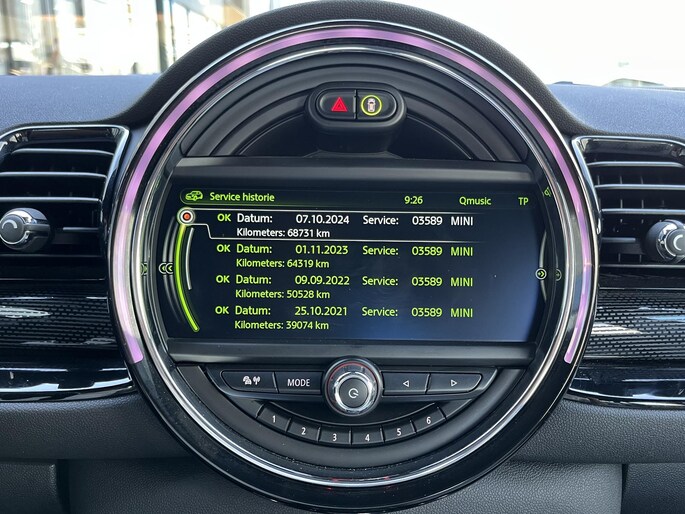 Service historie 9:26 Qmusic TP
OK Datum: 07.10.2024 Service: 03589 MINI
Kilometers: 68731 km
OK Datum: 01.11.2023 Service: 03589 MINI
Kilometers: 64319 km
OK Datum: 09.09.2022 Service: 03589 MINI
Kilometers: 50528 km
OK Datum: 25.10.2021 Service: 03589 MINI
Kilometers: 39074 km
MODE
1 2 3 4 5 6